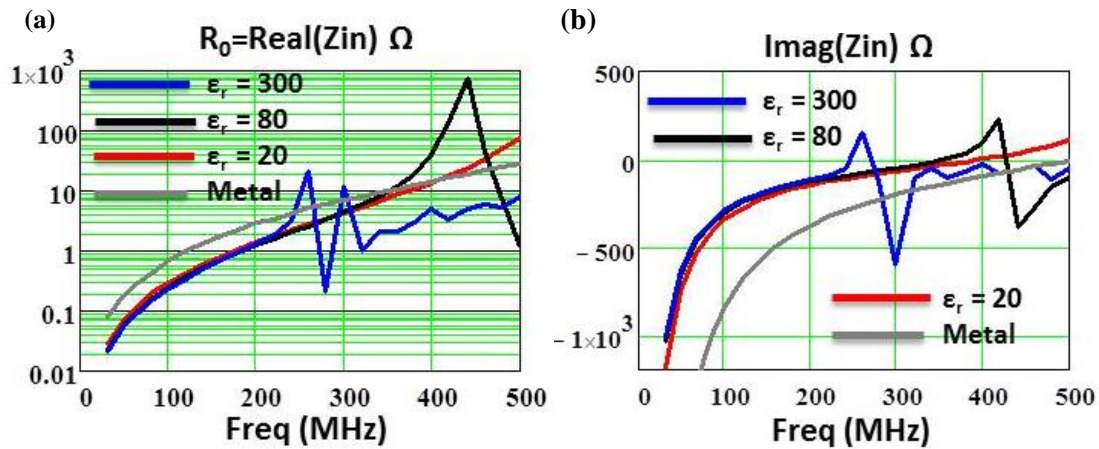 (a)
R₀=Real(Zin) Ω
1×10³
100
10
1
0.1
0.01
εᵣ = 300
εᵣ = 80
εᵣ = 20
Metal
0 100 200 300 400 500
Freq (MHz)
(b)
Imag(Zin) Ω
500
0
− 500
− 1×10³
εᵣ = 300
εᵣ = 80
εᵣ = 20
Metal
0 100 200 300 400 500
Freq (MHz)